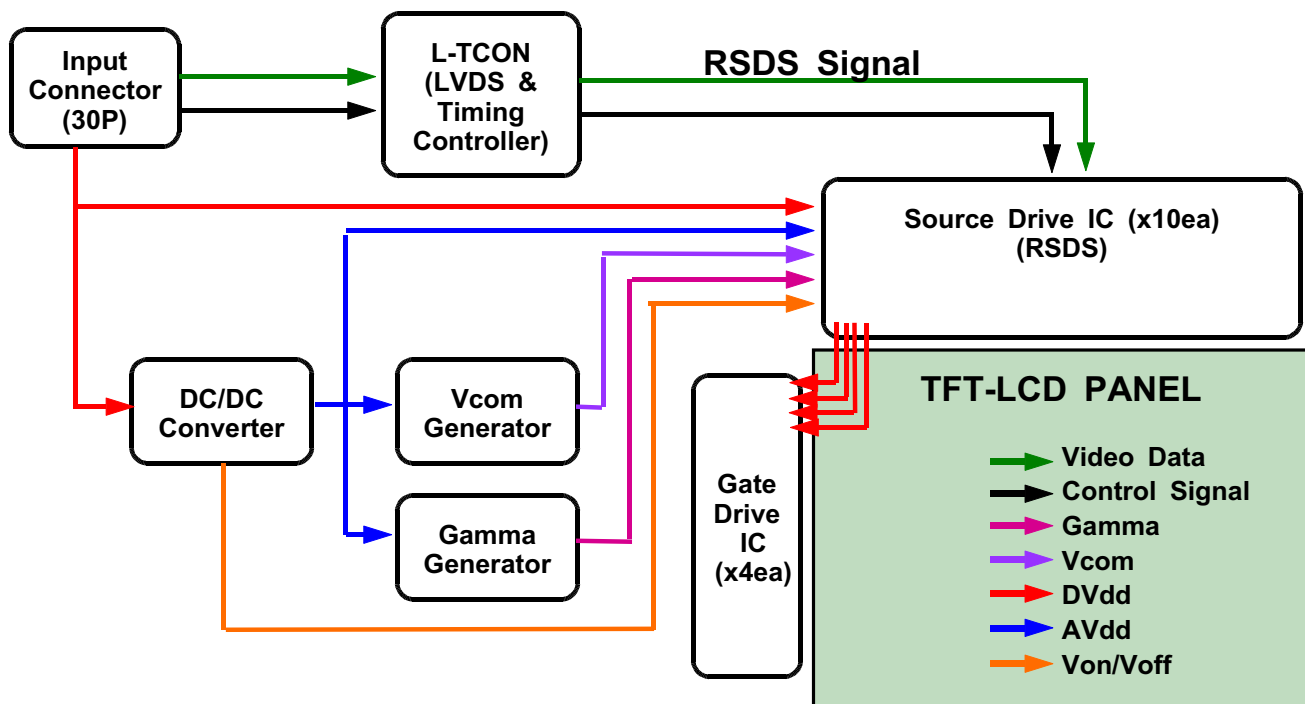 Input
Connector
(30P)
L-TCON
(LVDS &
Timing
Controller)
RSDS Signal
Source Drive IC (x10ea)
(RSDS)
DC/DC
Converter
Vcom
Generator
Gamma
Generator
Gate
Drive
IC
(x4ea)
TFT-LCD PANEL
Video Data
Control Signal
Gamma
Vcom
DVdd
AVdd
Von/Voff